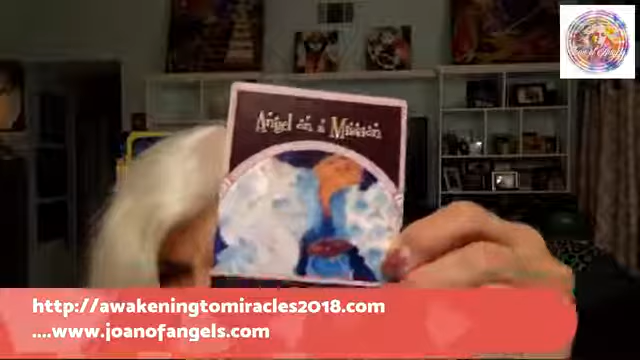 Angel on a Mission
http://awakeningtomiracles2018.com
....www.joanofangels.com